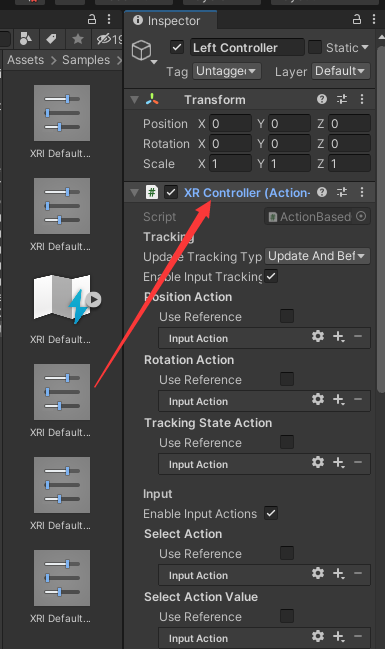 Inspector
19
Left Controller
Static
Assets > Samples >
Tag Untagge Layer Default
Transform
Position X 0 Y 0 Z 0
Rotation X 0 Y 0 Z 0
Scale X 1 Y 1 Z 1
XRI Default...
XRI Default...
XRI Default...
XRI Default...
XRI Default...
XRI Default...
# XR Controller (Action-
Script # ActionBased
Tracking
Update Tracking Typ Update And Bef
Enable Input Tracking
Position Action
Use Reference
Input Action
Rotation Action
Use Reference
Input Action
Tracking State Action
Use Reference
Input Action
Input
Enable Input Actions
Select Action
Use Reference
Input Action
Select Action Value
Use Reference
Input Action